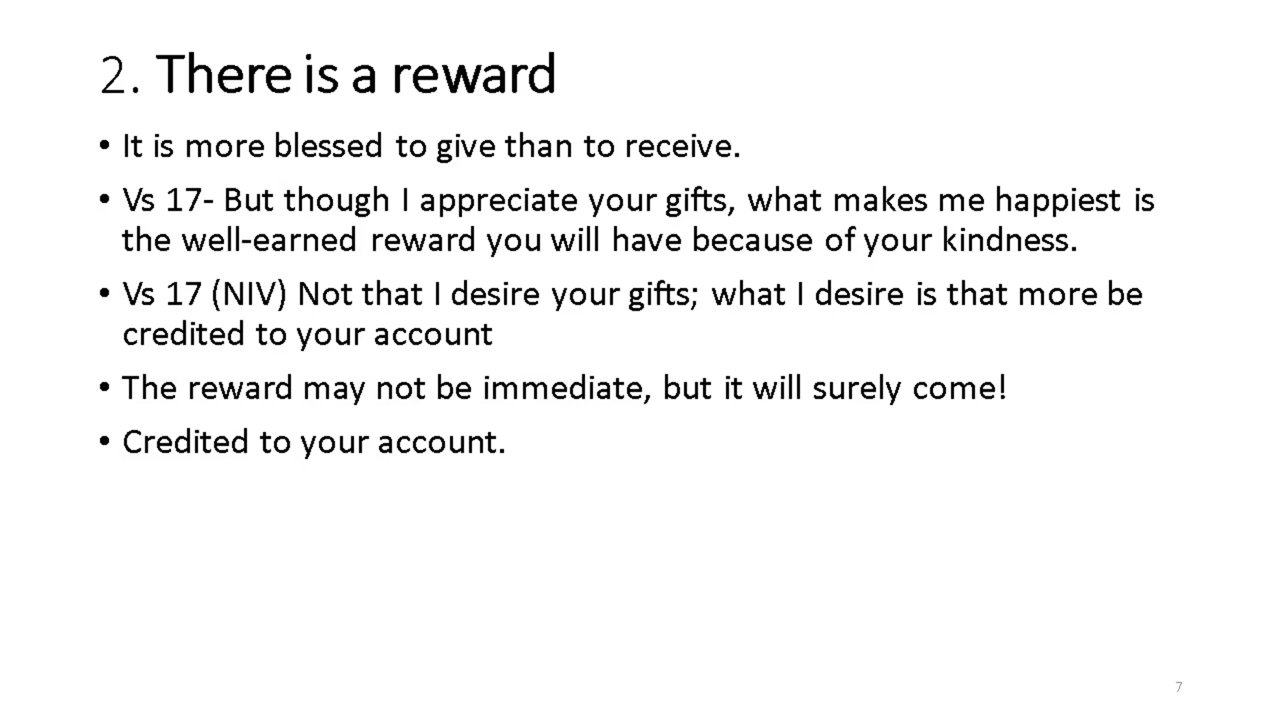 2. There is a reward
• It is more blessed to give than to receive.
• Vs 17- But though I appreciate your gifts, what makes me happiest is
the well-earned reward you will have because of your kindness.
• Vs 17 (NIV) Not that I desire your gifts; what I desire is that more be
credited to your account
• The reward may not be immediate, but it will surely come!
• Credited to your account.
7